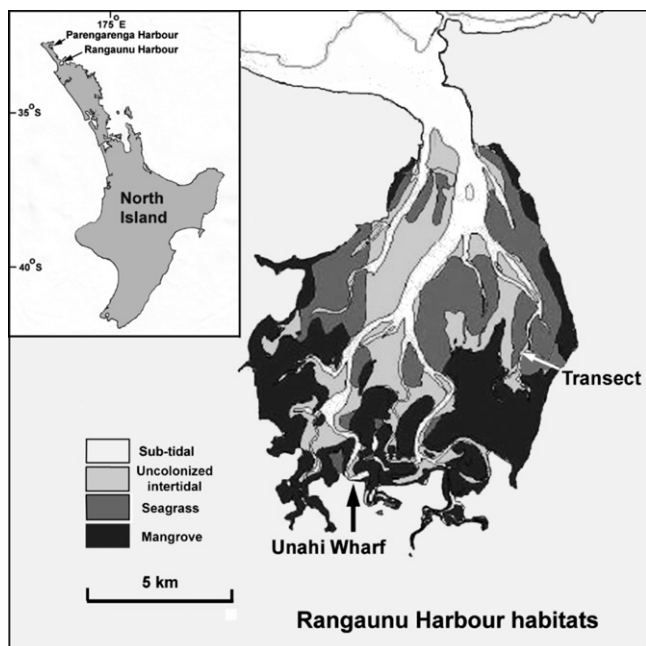 175°E
Parengarenga Harbour
Rangaunu Harbour
35°S
North
Island
40°S
Transect
Sub-tidal
Uncolonized
intertidal
Seagrass
Mangrove
Unahi Wharf
5 km
Rangaunu Harbour habitats